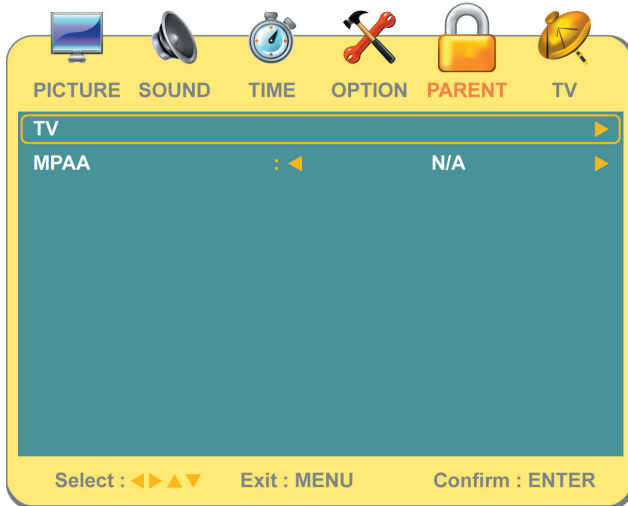 PICTURE SOUND TIME OPTION PARENT TV
TV
MPAA : N/A
Select : Exit : MENU Confirm : ENTER